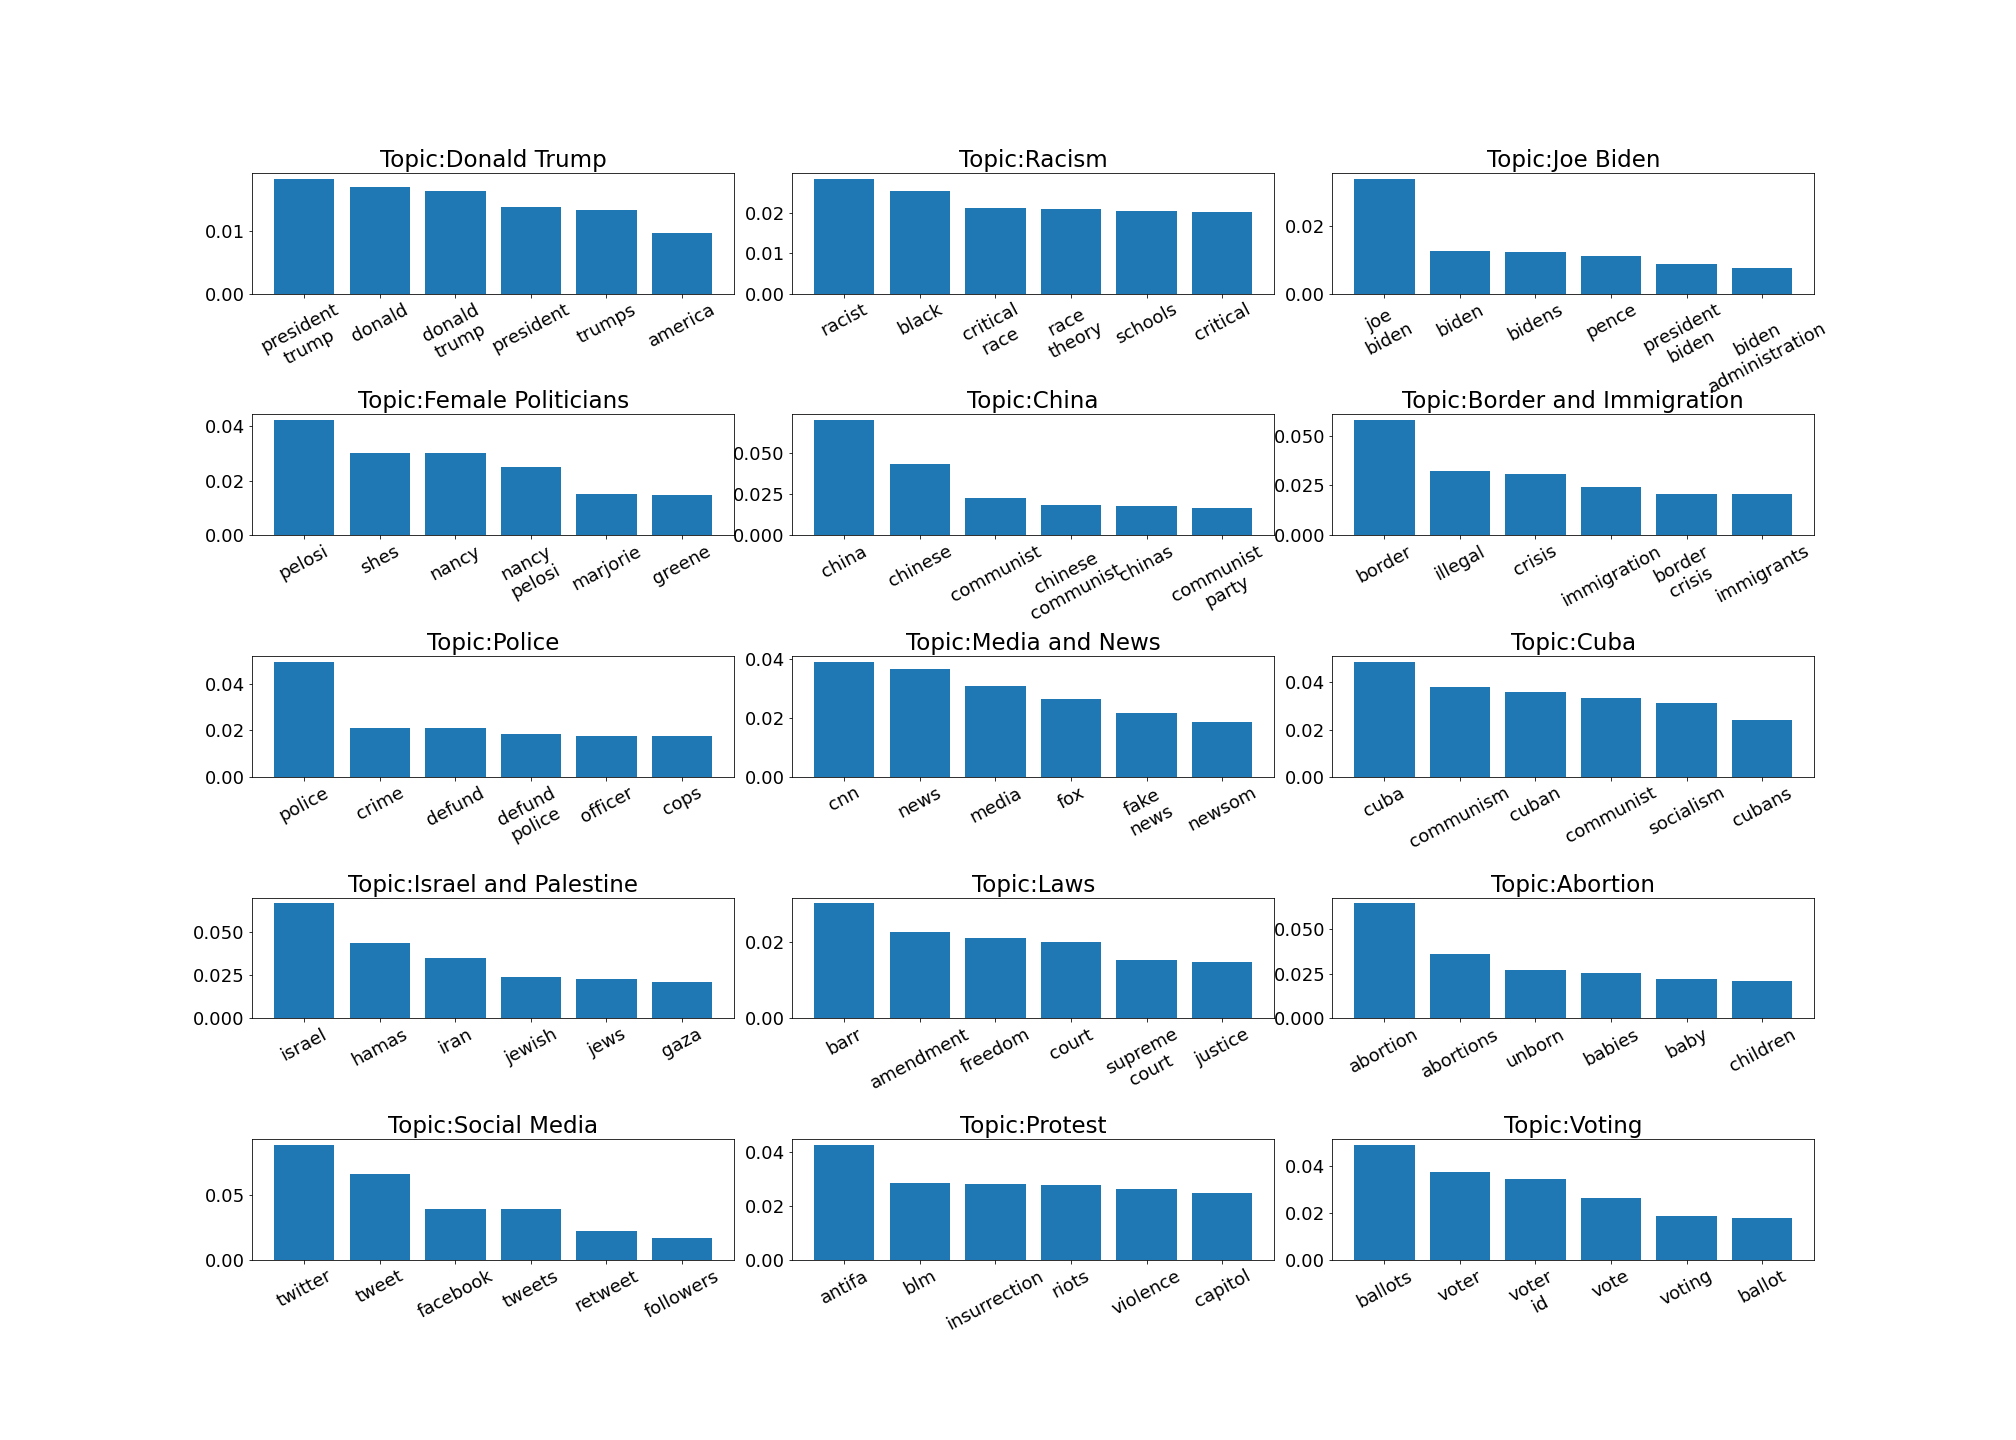 Topic:Donald Trump
0.01
0.00
president
trump
donald
donald
trump
president
trumps
america
Topic:Racism
0.02
0.01
0.00
racist
black
critical
race
race
theory
schools
critical
Topic:Joe Biden
0.02
0.00
joe
biden
biden
bidens
pence
president
biden
biden
administration
Topic:Female Politicians
0.04
0.02
0.00
pelosi
shes
nancy
nancy
pelosi
marjorie
greene
Topic:China
0.050
0.025
0.000
china
chinese
communist
chinese
communist
chinas
communist
party
Topic:Border and Immigration
0.050
0.025
0.000
border
illegal
crisis
immigration
border
crisis
immigrants
Topic:Police
0.04
0.02
0.00
police
crime
defund
defund
police
officer
cops
Topic:Media and News
0.04
0.02
0.00
cnn
news
media
fox
fake
news
newsom
Topic:Cuba
0.04
0.02
0.00
cuba
communism
cuban
communist
socialism
cubans
Topic:Israel and Palestine
0.050
0.025
0.000
israel
hamas
iran
jewish
jews
gaza
Topic:Laws
0.02
0.00
barr
amendment
freedom
court
supreme
court
justice
Topic:Abortion
0.050
0.025
0.000
abortion
abortions
unborn
babies
baby
children
Topic:Social Media
0.05
0.00
twitter
tweet
facebook
tweets
retweet
followers
Topic:Protest
0.04
0.02
0.00
antifa
blm
insurrection
riots
violence
capitol
Topic:Voting
0.04
0.02
0.00
ballots
voter
voter
id
vote
voting
ballot